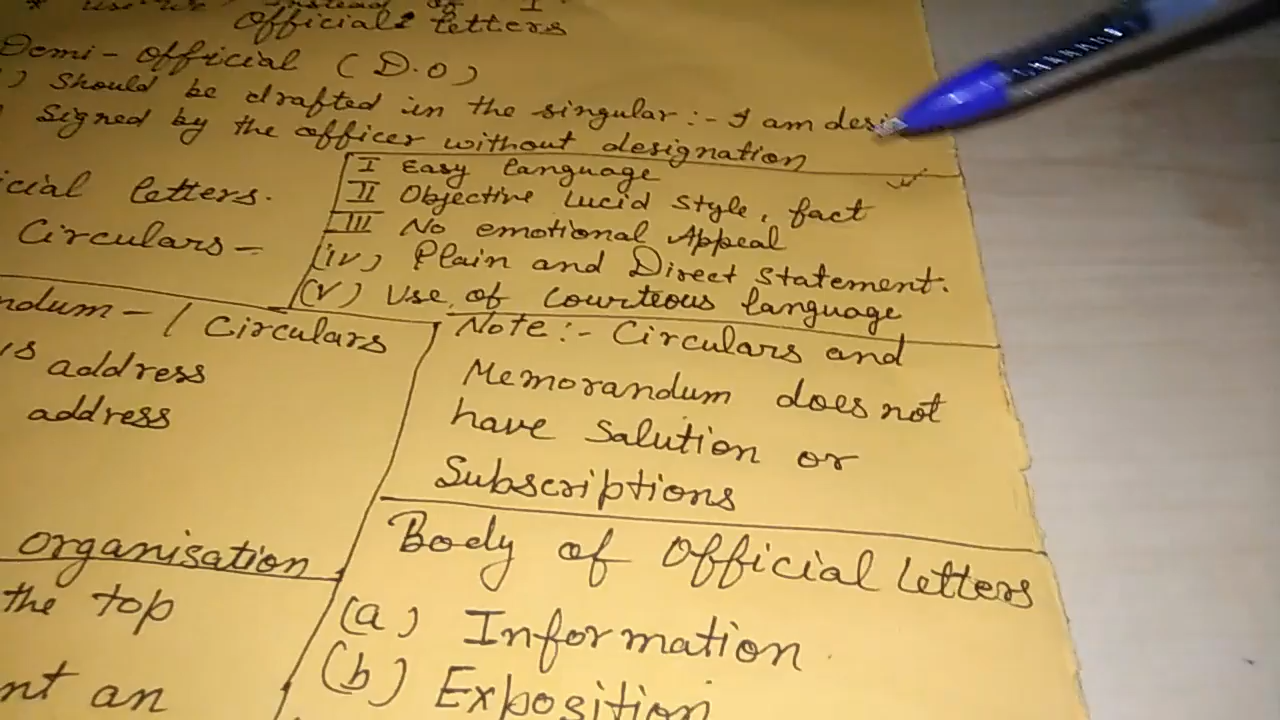 Official letters
Demi-official (D.O)
) Should be drafted in the singular :- I am des
Signed by the officer without designation
I Easy language
II Objective Lucid Style, fact
icial letters.
III No emotional Appeal
Circulars -
(iv) Plain and Direct Statement.
(v) Use of Courteous language
ndum - / Circulars
Note :- Circulars and
is address
Memorandum does not
address
have Salution or
Subscriptions
organisation
Body of Official Letters
the top
(a) Information
nt an
(b) Exposition